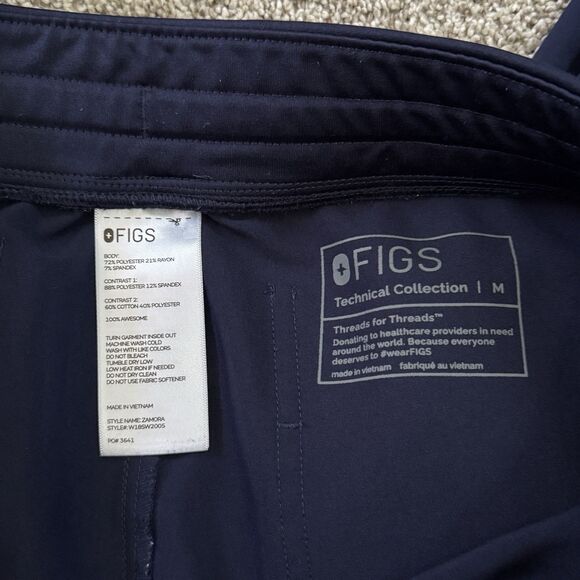 FIGS
BODY:
72% POLYESTER 21% RAYON
7% SPANDEX
CONTRAST 1:
88% POLYESTER 12% SPANDEX
CONTRAST 2:
60% COTTON 40% POLYESTER
100% AWESOME
TURN GARMENT INSIDE OUT
MACHINE WASH COLD
WASH WITH LIKE COLORS
DO NOT BLEACH
TUMBLE DRY LOW
LOW HEAT IRON IF NEEDED
DO NOT DRY CLEAN
DO NOT USE FABRIC SOFTENER
MADE IN VIETNAM
STYLE NAME: ZAMORA
STYLE#: W18SW2005
PO# 3641
FIGS
Technical Collection | M
Threads for Threads™
Donating to healthcare providers in need
around the world. Because everyone
deserves to #wearFIGS
made in vietnam fabriqué au vietnam